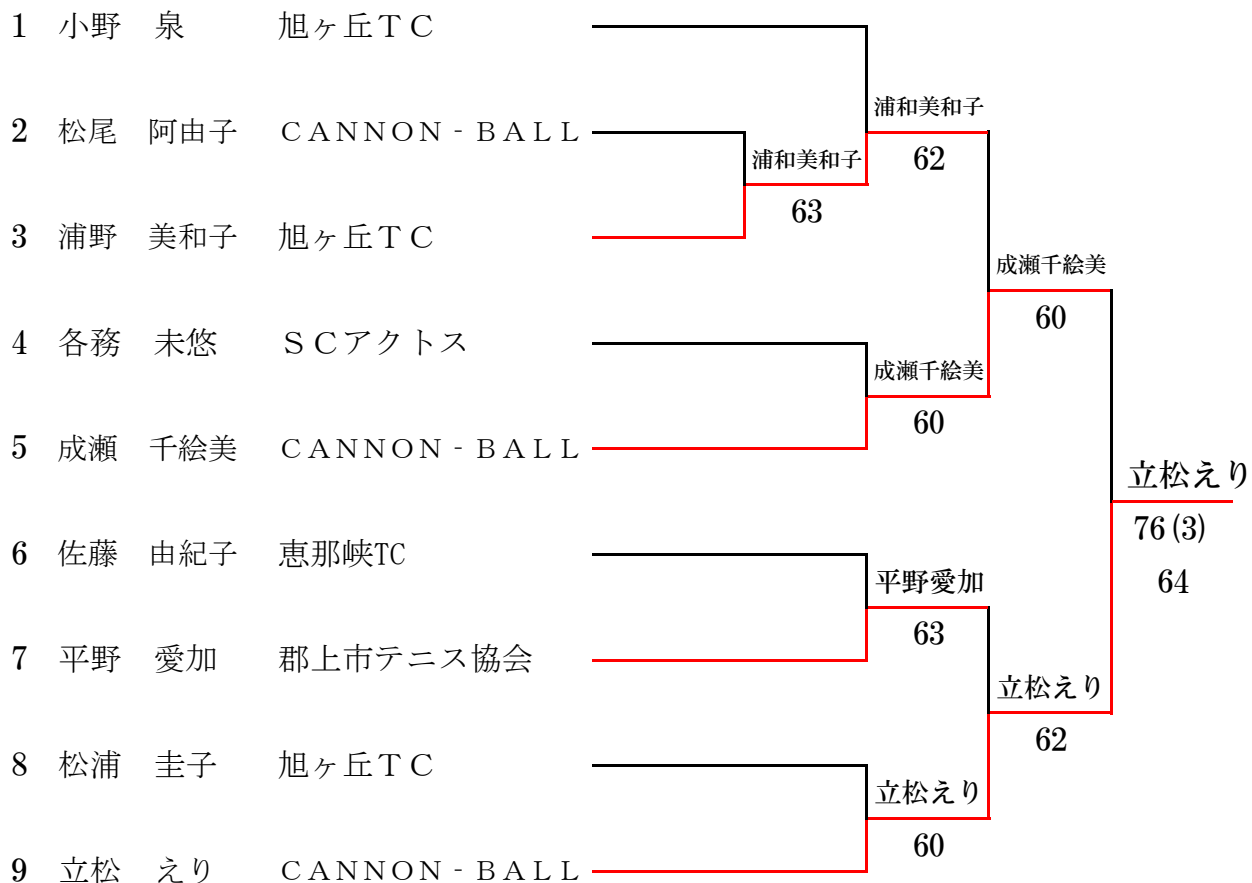 1 小野 泉 旭ヶ丘ＴＣ
浦和美和子
2 松尾 阿由子 ＣＡＮＮＯＮ‐ＢＡＬＬ
浦和美和子
62
63
3 浦野 美和子 旭ヶ丘ＴＣ
成瀬千絵美
60
4 各務 未悠 ＳＣアクトス
成瀬千絵美
60
5 成瀬 千絵美 ＣＡＮＮＯＮ‐ＢＡＬＬ
立松えり
76 (3)
64
6 佐藤 由紀子 恵那峡TC
平野愛加
63
7 平野 愛加 郡上市テニス協会
立松えり
62
8 松浦 圭子 旭ヶ丘ＴＣ
立松えり
60
9 立松 えり ＣＡＮＮＯＮ‐ＢＡＬＬ